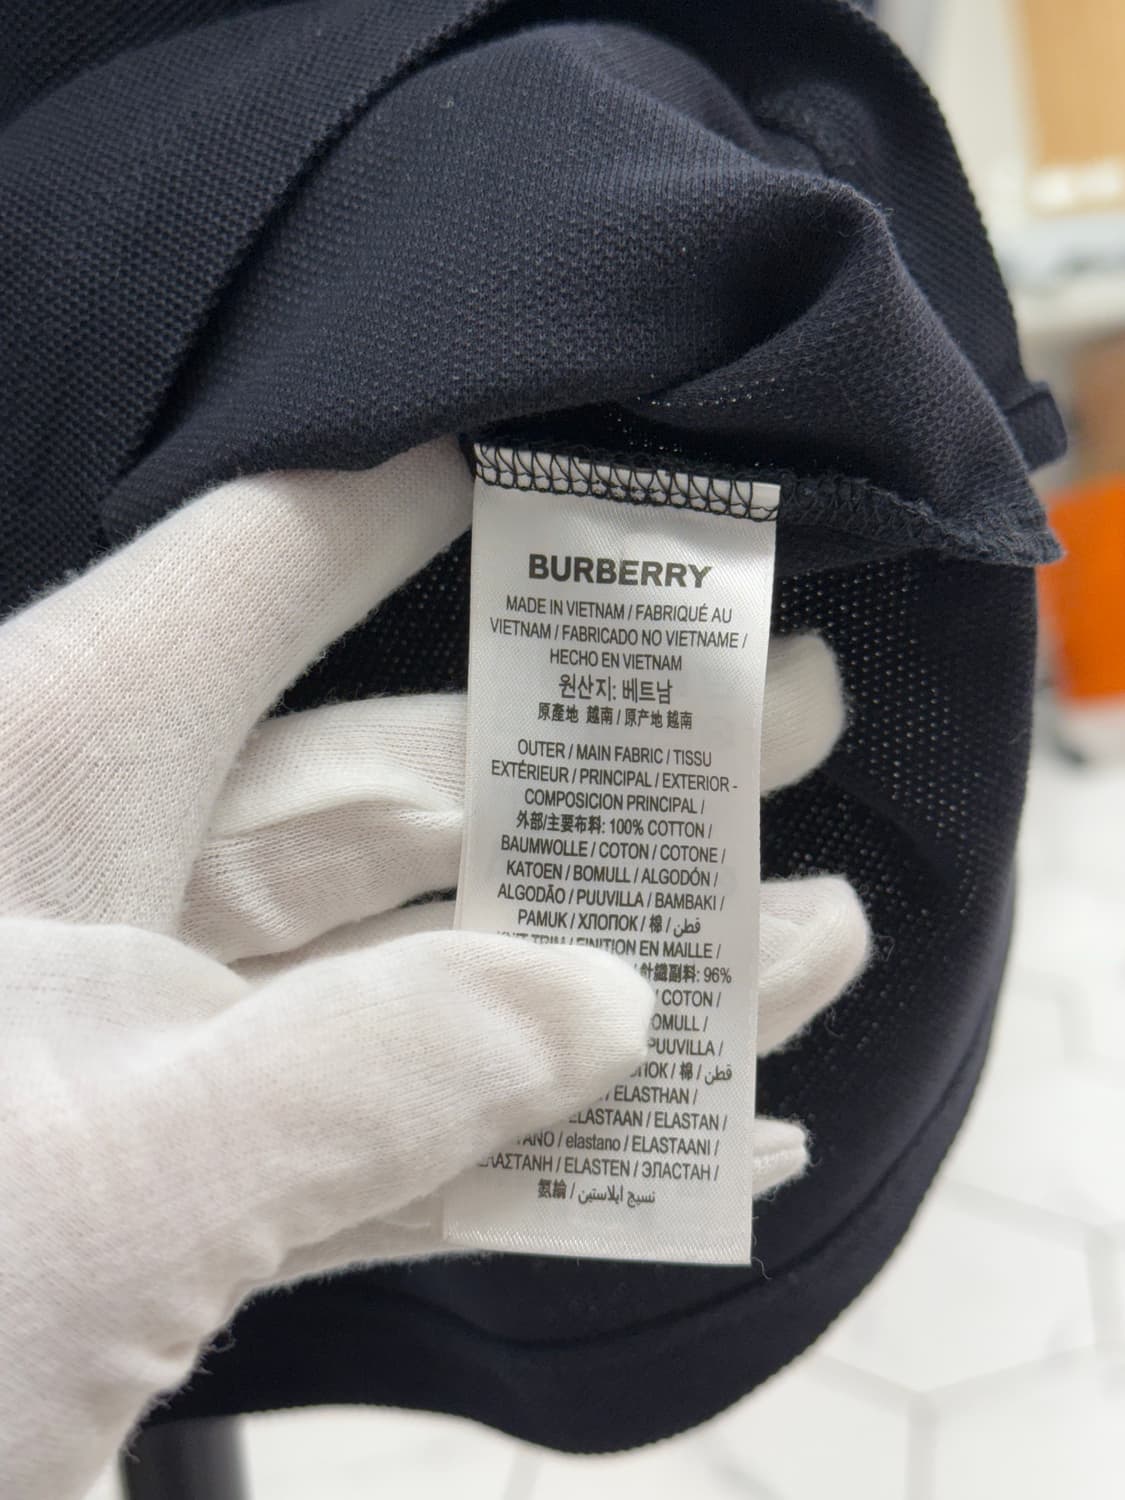 BURBERRY
MADE IN VIETNAM / FABRIQUÉ AU
VIETNAM / FABRICADO NO VIETNAME /
HECHO EN VIETNAM
원산지: 베트남
原產地 越南 / 原产地 越南
OUTER / MAIN FABRIC / TISSU
EXTÉRIEUR / PRINCIPAL / EXTERIOR -
COMPOSICION PRINCIPAL /
外部/主要布料: 100% COTTON /
BAUMWOLLE / COTON / COTONE /
KATOEN / BOMULL / ALGODÓN /
ALGODÃO / PUUVILLA / ΒΑΜΒΑΚΙ /
PAMUK / ХЛОПОК / 棉 / قطن
KNIT TRIM / FINITION EN MAILLE /
/ 針織副料: 96%
/ COTON /
/ PUUVILLA /
/ 棉 / قطن
/ ELASTHAN /
ELASTAAN / ELASTAN /
/ elastano / ELASTAANI /
/ ELASTEN / ЭЛАСТАН /
氨綸 / نسيج ايلاستين